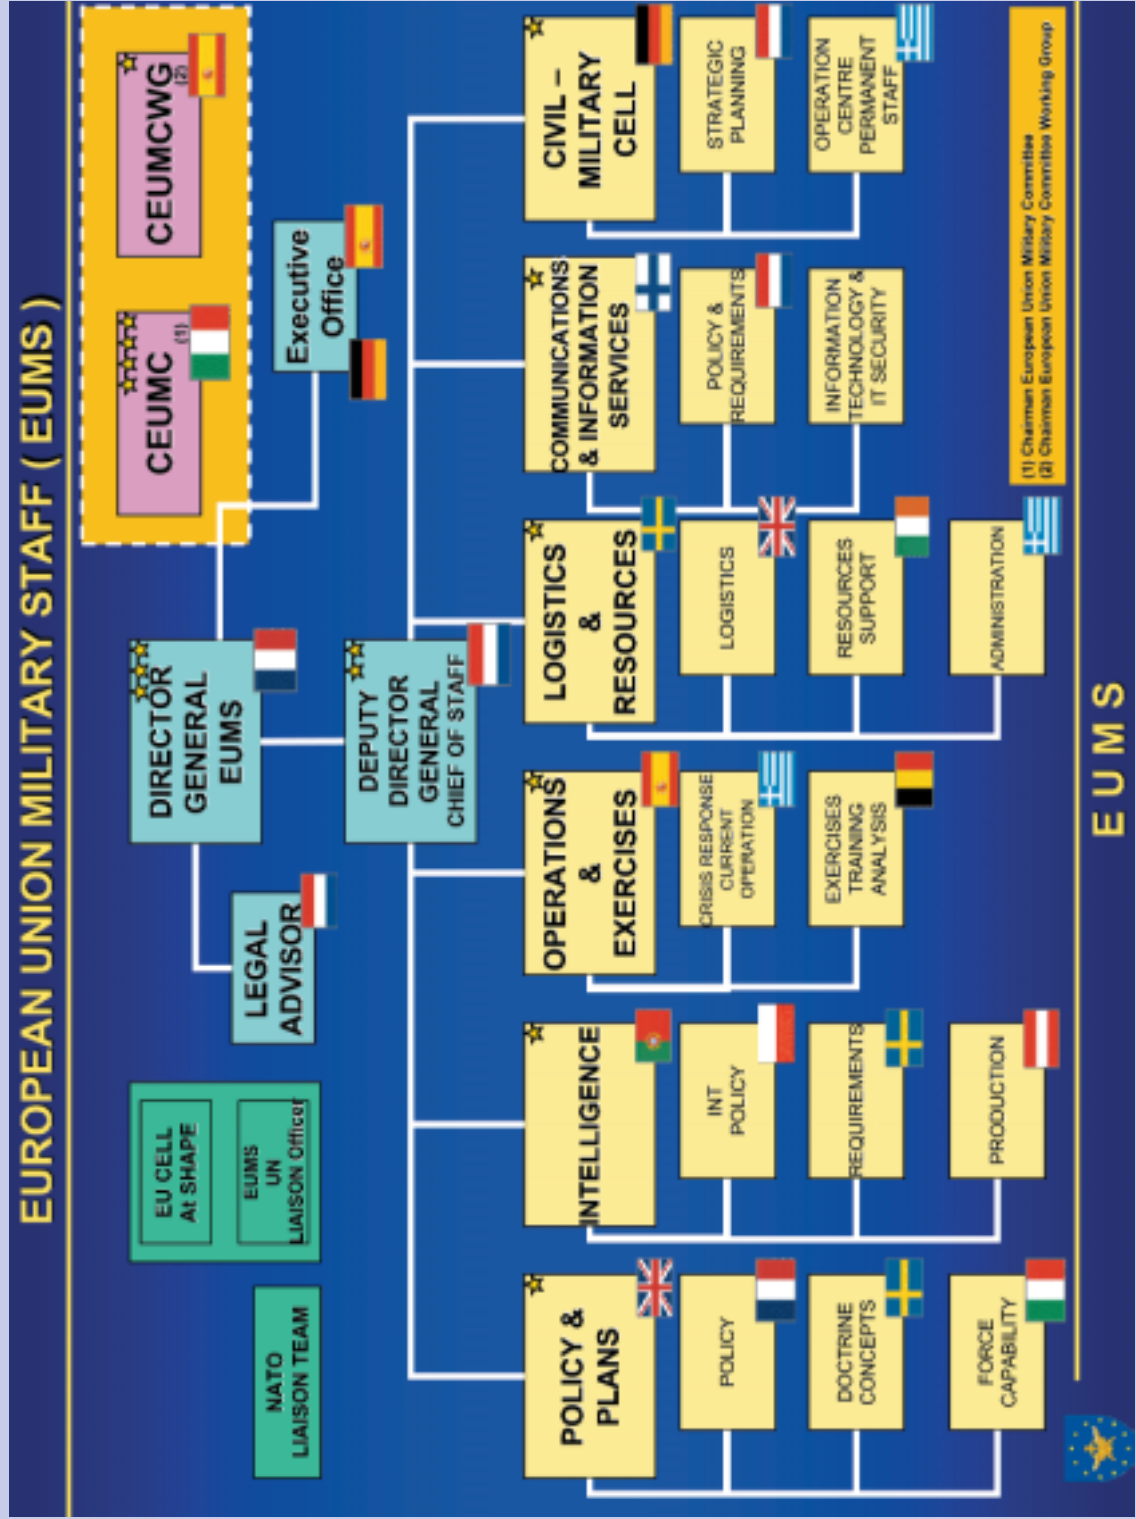 EUROPEAN UNION MILITARY STAFF ( EUMS )
CEUMC
(1)
CEUMCWG
(2)
DIRECTOR
GENERAL
EUMS
Executive
Office
LEGAL
ADVISOR
EU CELL
At SHAPE
EUMS
UN
LIAISON Officer
NATO
LIAISON TEAM
DEPUTY
DIRECTOR
GENERAL
CHIEF OF STAFF
POLICY &
PLANS
POLICY
DOCTRINE
CONCEPTS
FORCE
CAPABILITY
INTELLIGENCE
INT
POLICY
REQUIREMENTS
PRODUCTION
OPERATIONS
&
EXERCISES
CRISIS RESPONSE
CURRENT
OPERATION
EXERCISES
TRAINING
ANALYSIS
LOGISTICS
&
RESOURCES
LOGISTICS
RESOURCES
SUPPORT
ADMINISTRATION
COMMUNICATIONS
& INFORMATION
SERVICES
POLICY &
REQUIREMENTS
INFORMATION
TECHNOLOGY &
IT SECURITY
CIVIL –
MILITARY
CELL
STRATEGIC
PLANNING
OPERATION
CENTRE
PERMANENT
STAFF
(1) Chairman European Union Military Committee
(2) Chairman European Union Military Committee Working Group
E U M S